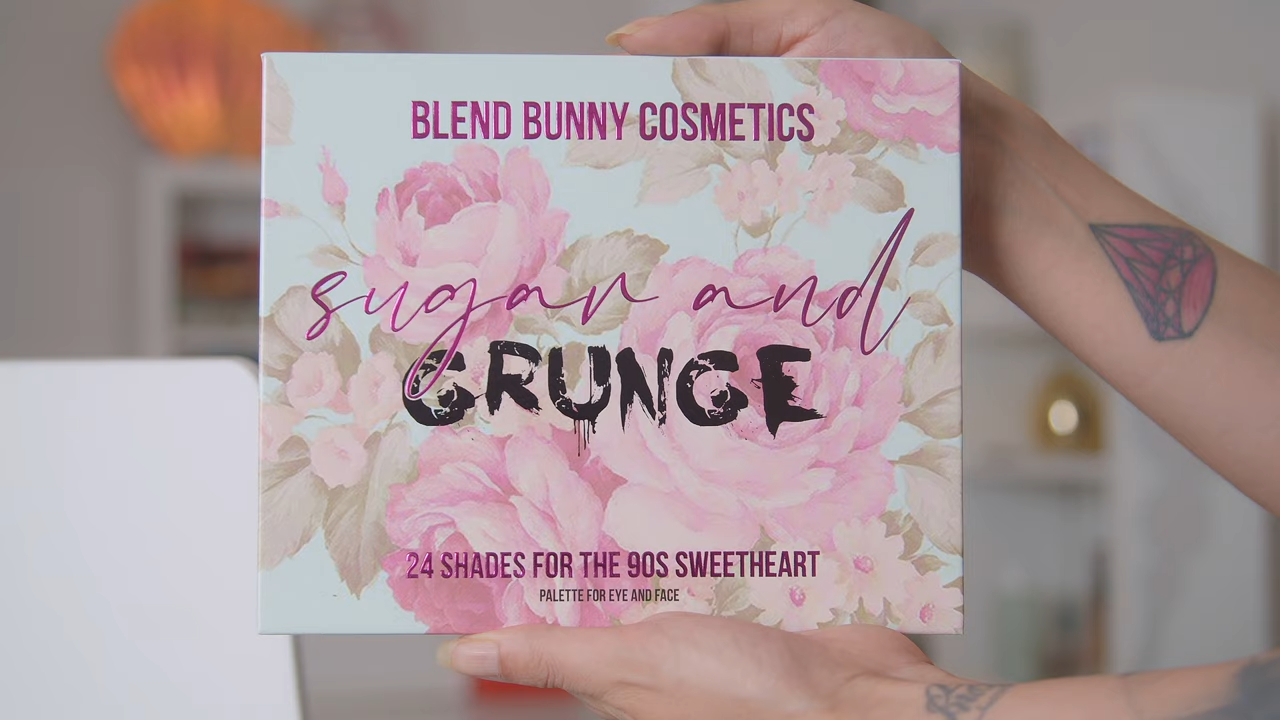 BLEND BUNNY COSMETICS
sugar and
GRUNGE
24 SHADES FOR THE 90S SWEETHEART
PALETTE FOR EYE AND FACE